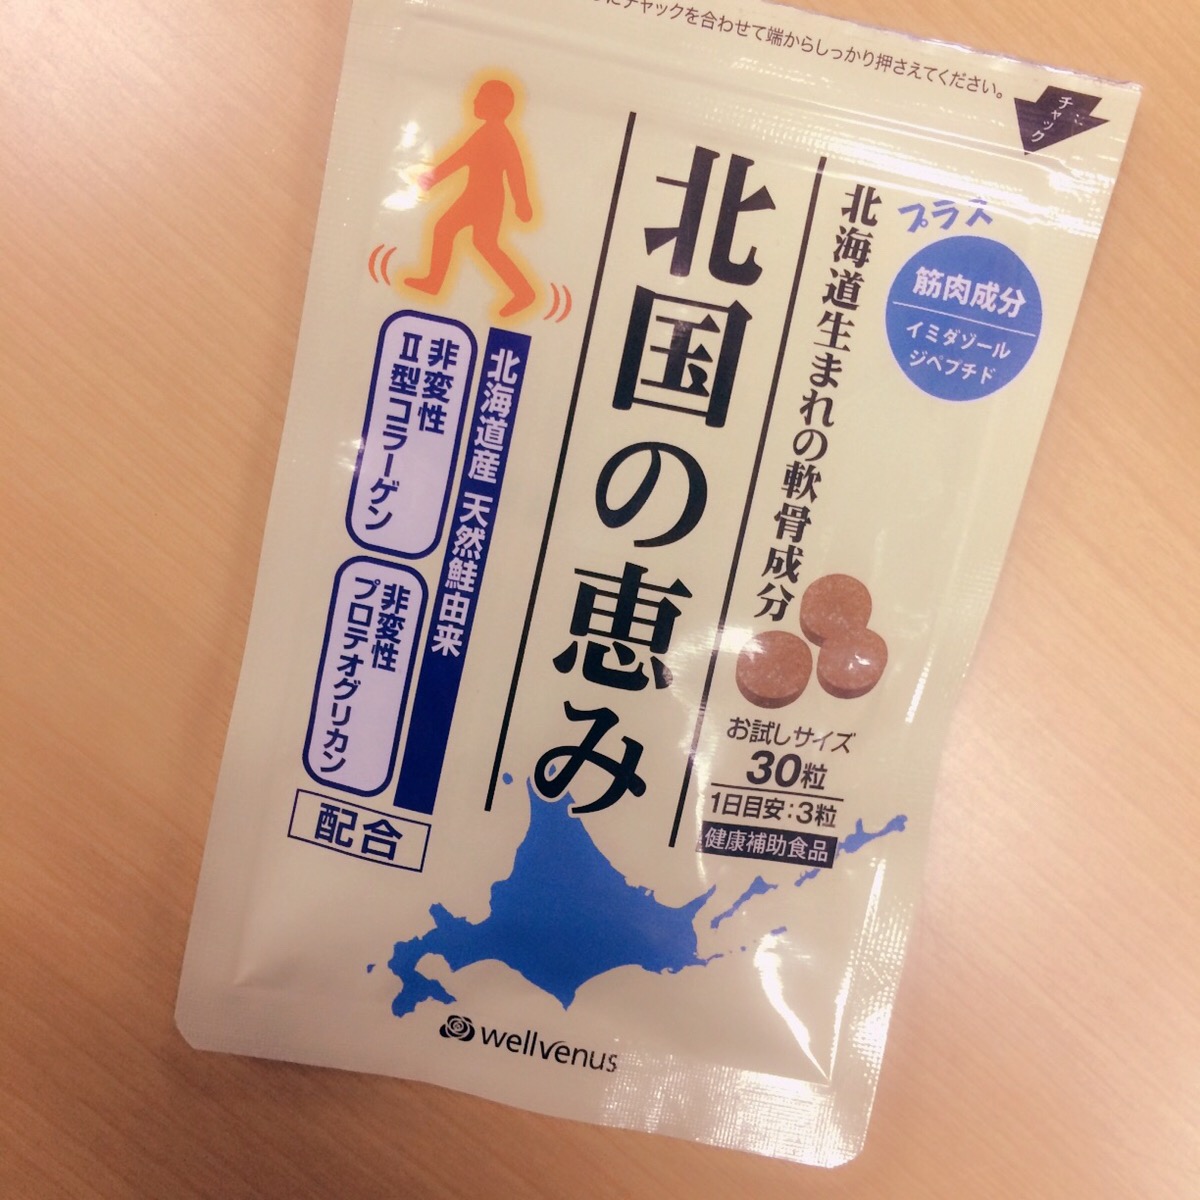 にチャックを合わせて端からしっかり押さえてください。
チャック
プラス
筋肉成分
イミダゾール
ジペプチド
北海道生まれの軟骨成分
北国の恵み
北海道産 天然鮭由来
非変性
II型コラーゲン
非変性
プロテオグリカン
配合
お試しサイズ
30粒
1日目安:3粒
健康補助食品
wellvenus